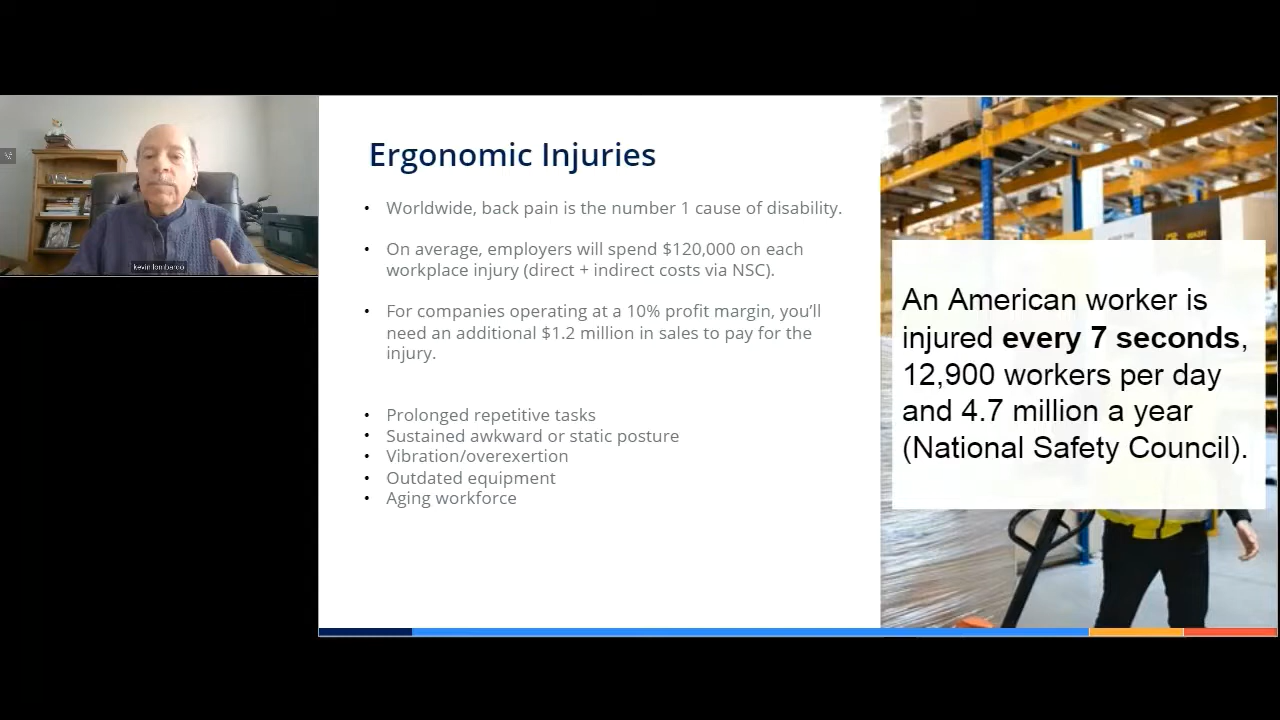 kevin lombardo
Ergonomic Injuries
• Worldwide, back pain is the number 1 cause of disability.
• On average, employers will spend $120,000 on each
workplace injury (direct + indirect costs via NSC).
• For companies operating at a 10% profit margin, you'll
need an additional $1.2 million in sales to pay for the
injury.
• Prolonged repetitive tasks
• Sustained awkward or static posture
• Vibration/overexertion
• Outdated equipment
• Aging workforce
An American worker is
injured every 7 seconds,
12,900 workers per day
and 4.7 million a year
(National Safety Council).